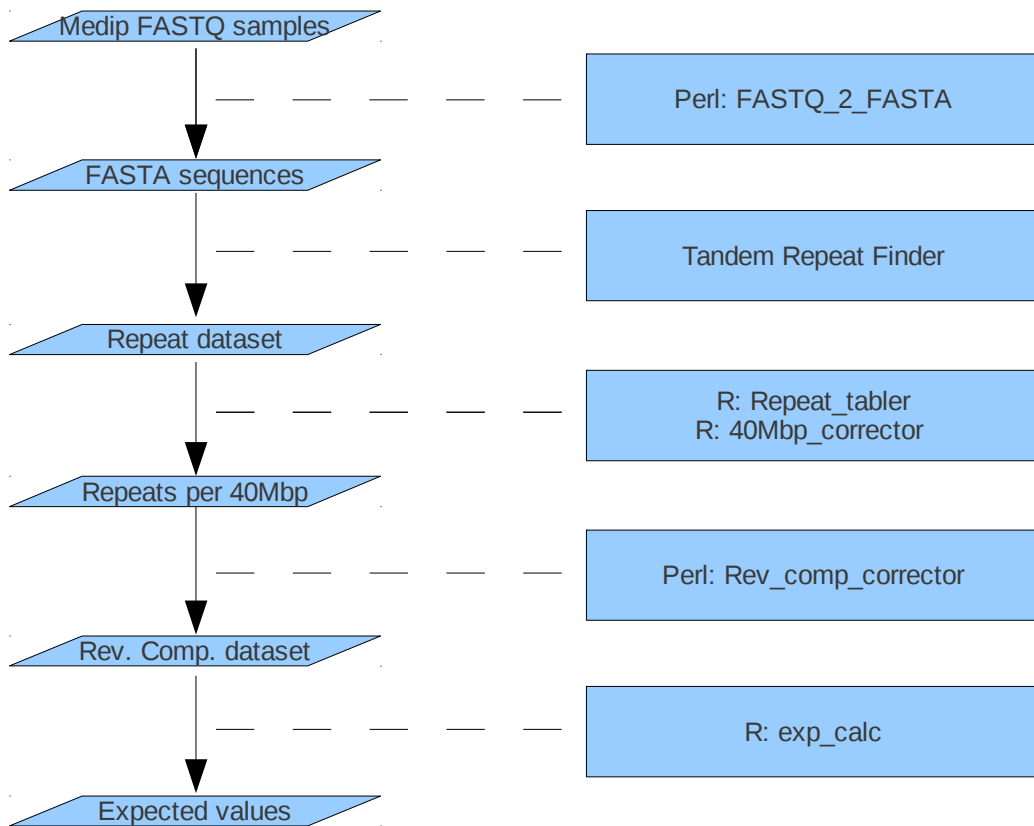 Medip FASTQ samples
Perl: FASTQ_2_FASTA
FASTA sequences
Tandem Repeat Finder
Repeat dataset
R: Repeat_tabler
R: 40Mbp_corrector
Repeats per 40Mbp
Perl: Rev_comp_corrector
Rev. Comp. dataset
R: exp_calc
Expected values